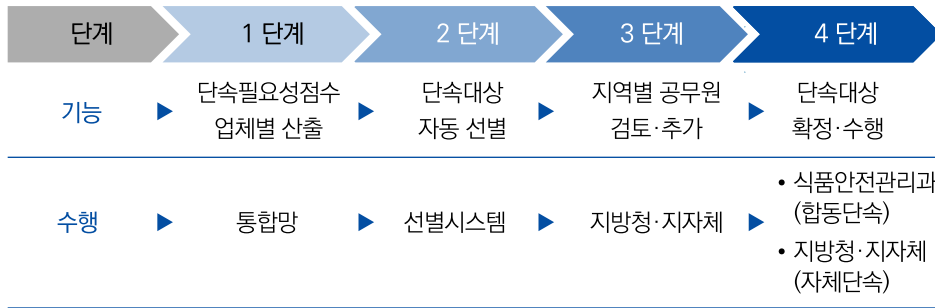 단계 1 단계 2 단계 3 단계 4 단계
기능 단속필요성점수 업체별 산출 단속대상 자동 선별 지역별 공무원 검토·추가 단속대상 확정·수행
수행 통합망 선별시스템 지방청·지자체 • 식품안전관리과 (합동단속)
• 지방청·지자체 (자체단속)